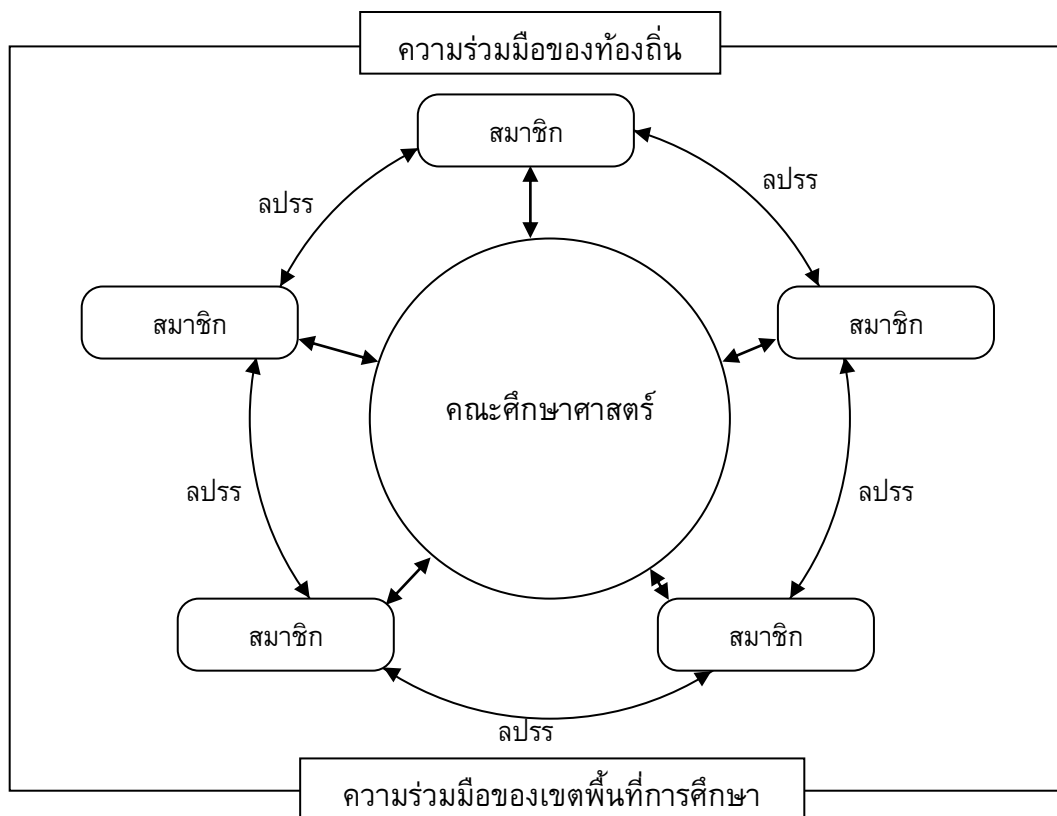 ความร่วมมือของท้องถิ่น
สมาชิก
ลปรร
ลปรร
สมาชิก
สมาชิก
คณะศึกษาศาสตร์
ลปรร
ลปรร
สมาชิก
สมาชิก
ลปรร
ความร่วมมือของเขตพื้นที่การศึกษา